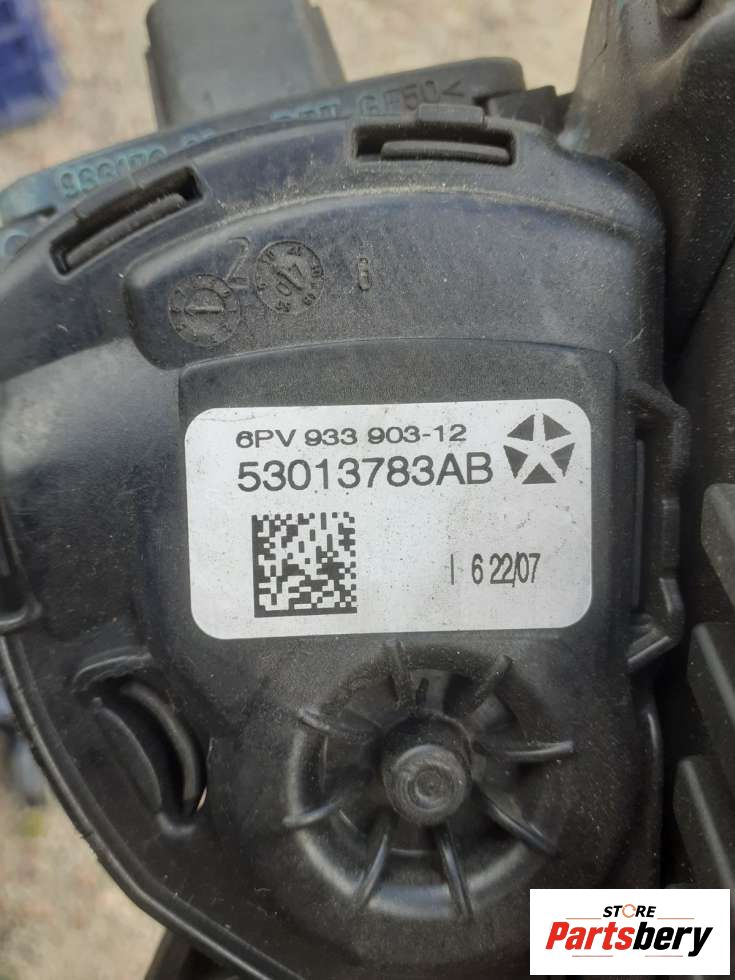 6PV 933 903-12
53013783AB
I 6 22/07
STORE
Partsbery